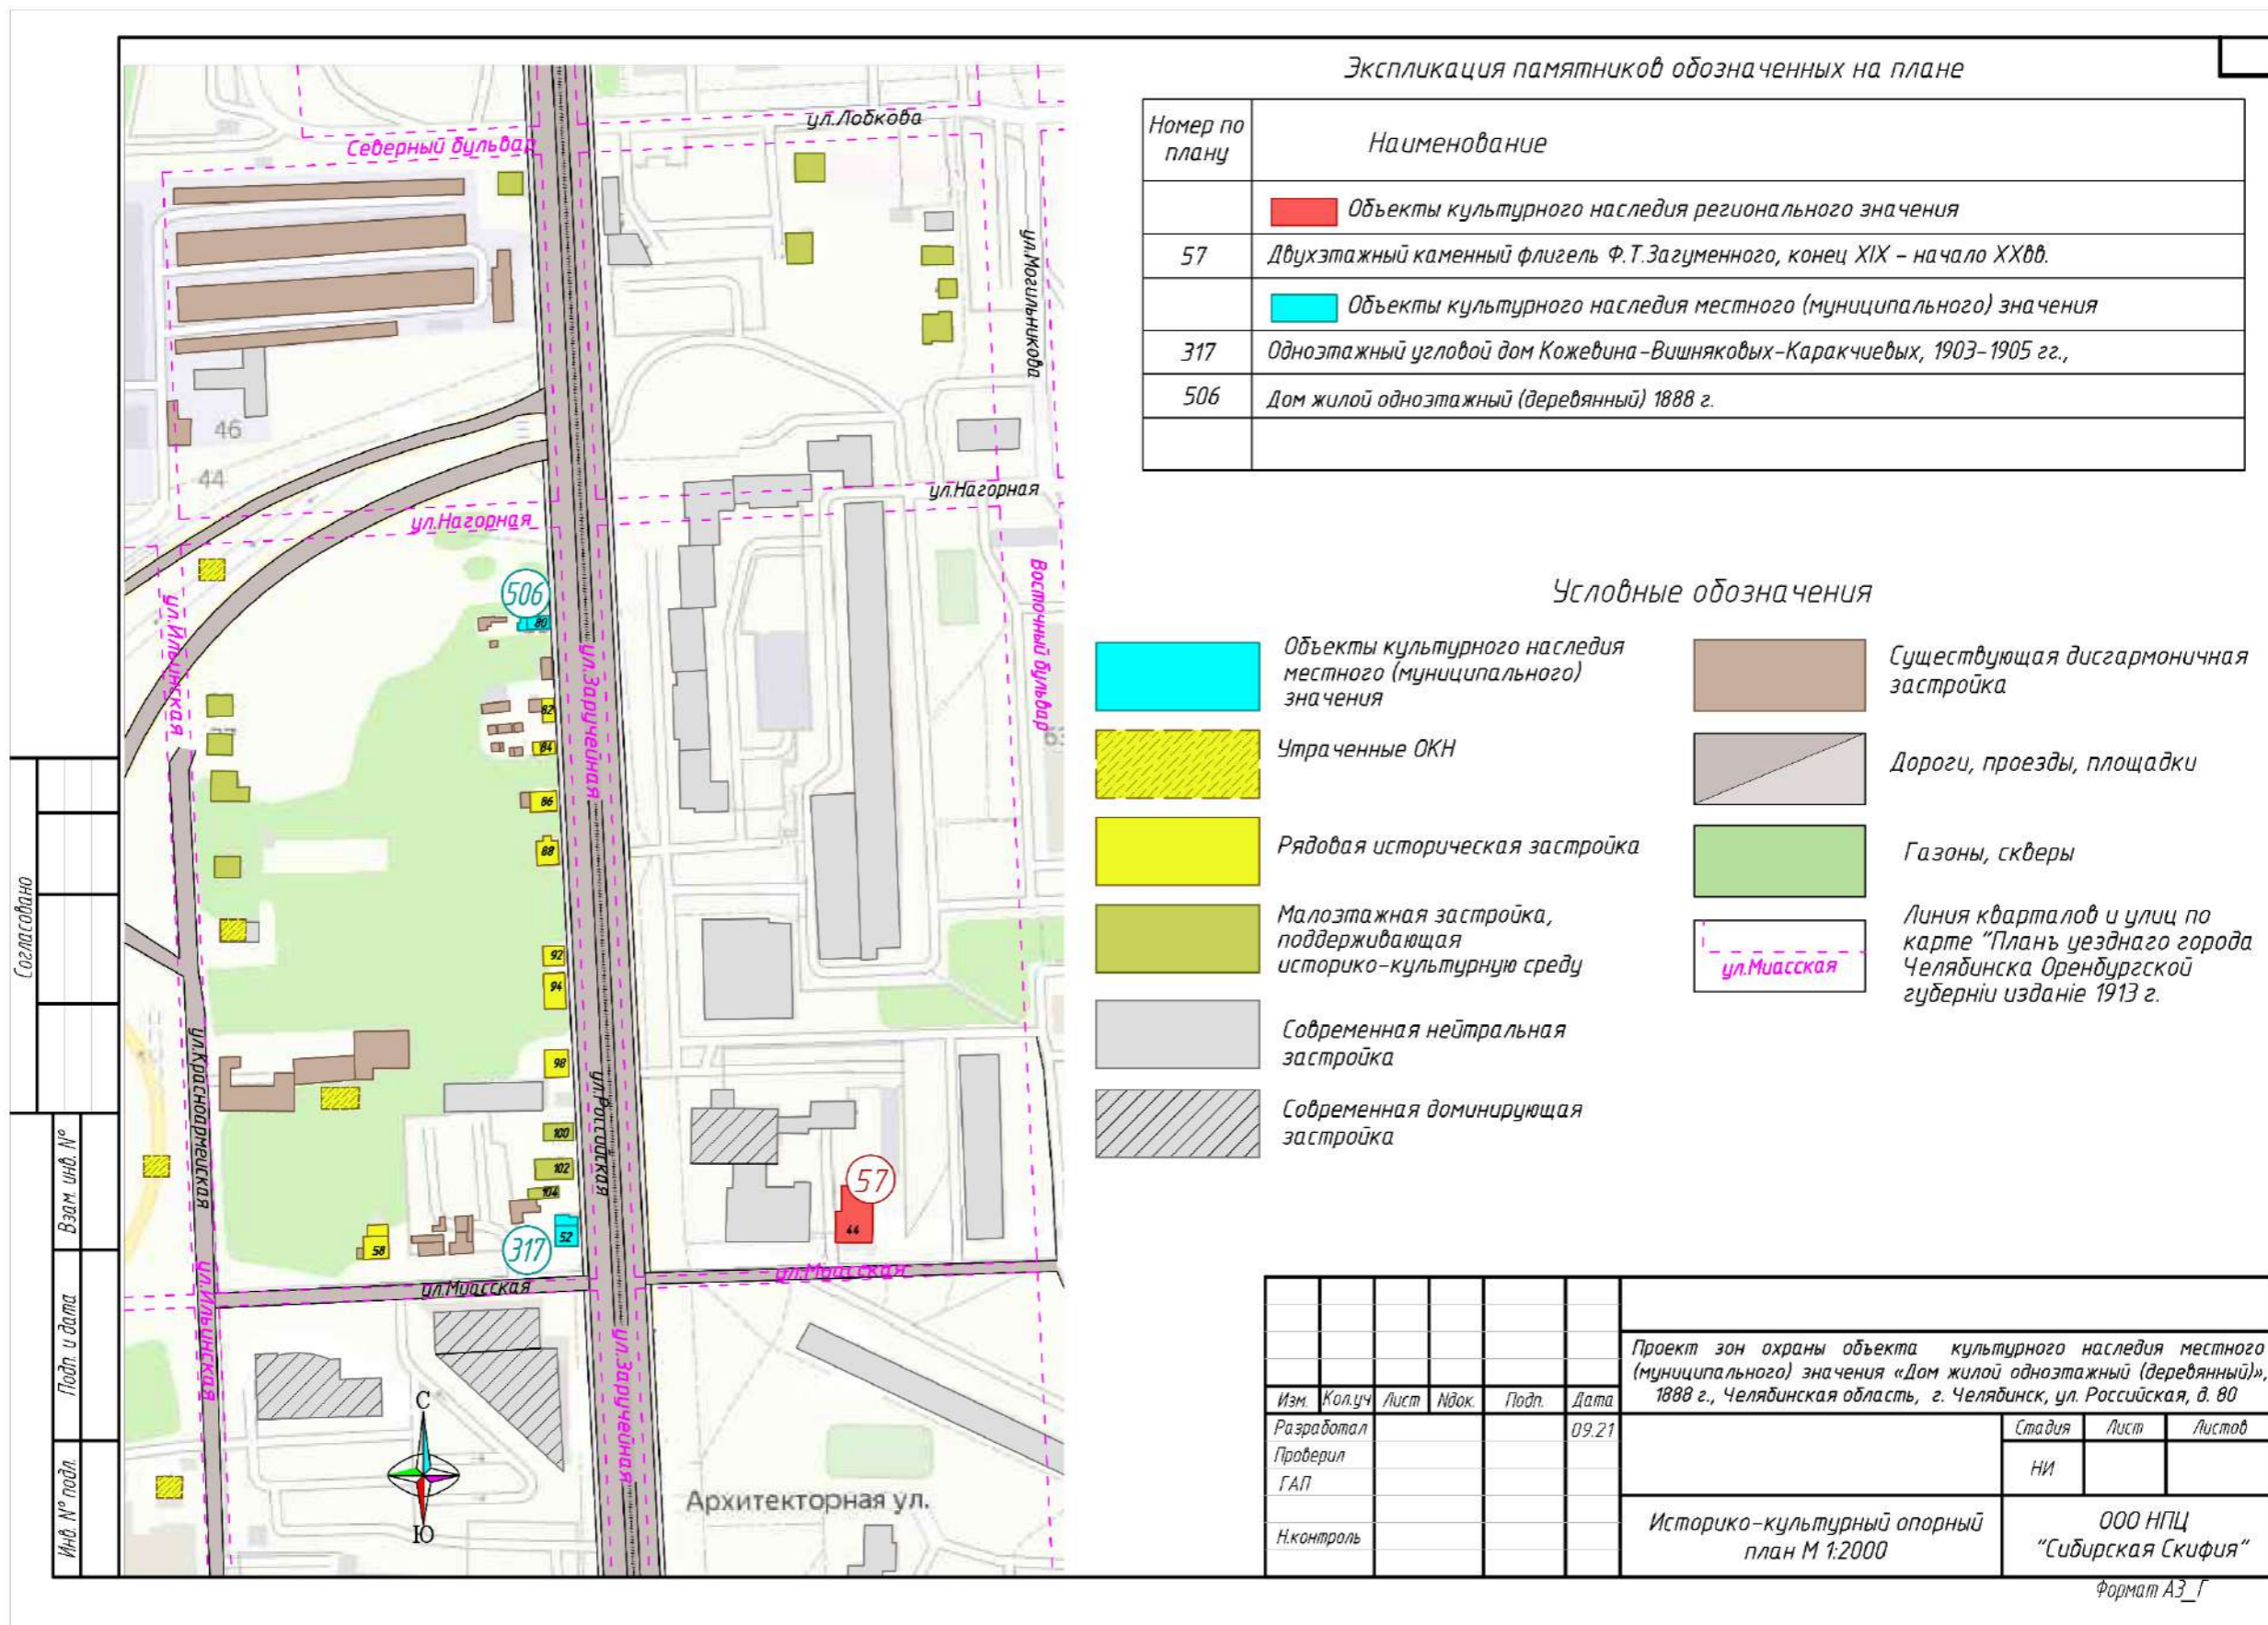 Экспликация памятников обозначенных на плане
Номер по плану
Наименование
Объекты культурного наследия регионального значения
57
Двухэтажный каменный флигель Ф.Т.Загуменного, конец XIX – начало XXвв.
Объекты культурного наследия местного (муниципального) значения
317
Одноэтажный угловой дом Кожевина-Вишняковых-Каракчиевых, 1903-1905 гг.,
506
Дом жилой одноэтажный (деревянный) 1888 г.
Условные обозначения
Объекты культурного наследия
местного (муниципального)
значения
Утраченные ОКН
Рядовая историческая застройка
Малоэтажная застройка,
поддерживающая
историко-культурную среду
Современная нейтральная
застройка
Современная доминирующая
застройка
Существующая дисгармоничная
застройка
Дороги, проезды, площадки
Газоны, скверы
ул.Миасская
Линия кварталов и улиц по
карте "Планъ уезднаго города
Челябинска Оренбургской
губернiи изданiе 1913 г.
ул.Лобкова
Северный бульвар
ул.Могильникова
46
44
ул.Нагорная
ул.Нагорная
506
80
ул.Ильинская
ул.Заручейная
Восточный бульвар
63
82
84
86
88
92
94
98
100
102
104
ул.Красноармейская
ул.Российская
57
44
58
317
52
ул.Миасская
ул.Миасская
ул.Ильинская
ул.Заручейная
С
Ю
Архитекторная ул.
Согласовано
Взам. инв. N°
Подп. и дата
Инв. N° подл.
Изм.
Кол.уч
Лист
Nдок.
Подп.
Дата
Разработал
09.21
Проверил
ГАП
Н.контроль
Проект зон охраны объекта культурного наследия местного
(муниципального) значения «Дом жилой одноэтажный (деревянный)»,
1888 г., Челябинская область, г. Челябинск, ул. Российская, д. 80
Стадия
Лист
Листов
НИ
Историко-культурный опорный
план М 1:2000
ООО НПЦ
"Сибирская Скифия"
Формат А3_Г